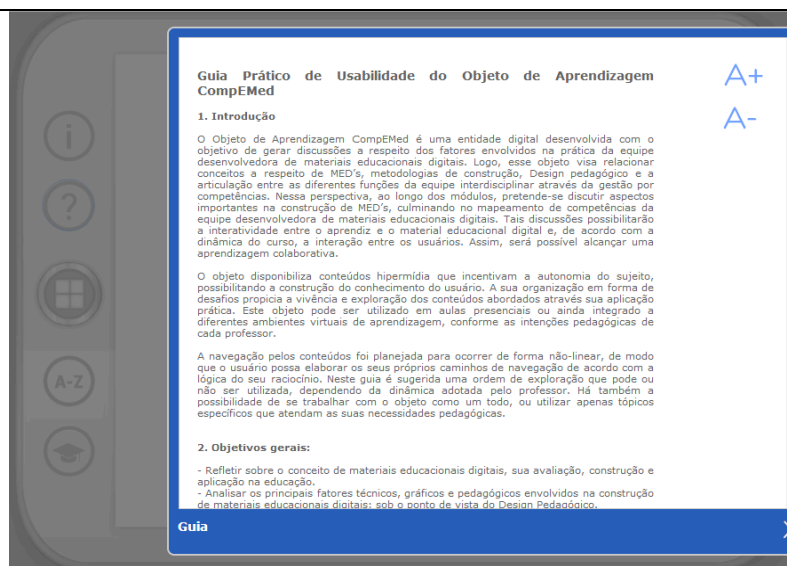 Guia Prático de Usabilidade do Objeto de Aprendizagem
CompEMed
A+
A-
1. Introdução
O Objeto de Aprendizagem CompEMed é uma entidade digital desenvolvida com o
objetivo de gerar discussões a respeito dos fatores envolvidos na prática da equipe
desenvolvedora de materiais educacionais digitais. Logo, esse objeto visa relacionar
conceitos a respeito de MED's, metodologias de construção, Design pedagógico e a
articulação entre as diferentes funções da equipe interdisciplinar através da gestão por
competências. Nessa perspectiva, ao longo dos módulos, pretende-se discutir aspectos
importantes na construção de MED's, culminando no mapeamento de competências da
equipe desenvolvedora de materiais educacionais digitais. Tais discussões possibilitarão
a interatividade entre o aprendiz e o material educacional digital e, de acordo com a
dinâmica do curso, a interação entre os usuários. Assim, será possível alcançar uma
aprendizagem colaborativa.
O objeto disponibiliza conteúdos hipermídia que incentivam a autonomia do sujeito,
possibilitando a construção do conhecimento do usuário. A sua organização em forma de
desafios propicia a vivência e exploração dos conteúdos abordados através sua aplicação
prática. Este objeto pode ser utilizado em aulas presenciais ou ainda integrado a
diferentes ambientes virtuais de aprendizagem, conforme as intenções pedagógicas de
cada professor.
A navegação pelos conteúdos foi planejada para ocorrer de forma não-linear, de modo
que o usuário possa elaborar os seus próprios caminhos de navegação de acordo com a
lógica do seu raciocínio. Neste guia é sugerida uma ordem de exploração que pode ou
não ser utilizada, dependendo da dinâmica adotada pelo professor. Há também a
possibilidade de se trabalhar com o objeto como um todo, ou utilizar apenas tópicos
específicos que atendam as suas necessidades pedagógicas.
2. Objetivos gerais:
- Refletir sobre o conceito de materiais educacionais digitais, sua avaliação, construção e
aplicação na educação.
- Analisar os principais fatores técnicos, gráficos e pedagógicos envolvidos na construção
de materiais educacionais digitais: sob o ponto de vista do Design Pedagógico.
Guia
i
?
A-Z